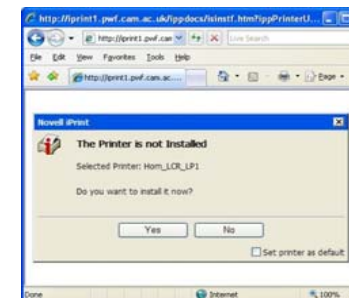 http://iprint1.pwf.cam.ac.uk/ippdocs/isinstf.htm?ippPrinterU...
http://iprint1.pwf.can
Live Search
File Edit View Favorites Tools Help
http://iprint1.pwf.cam.ac....
Page
Novell iPrint
The Printer is not Installed
Selected Printer: Hom_LCR_LP1
Do you want to install it now?
Yes No
Set printer as default
Done Internet 100%